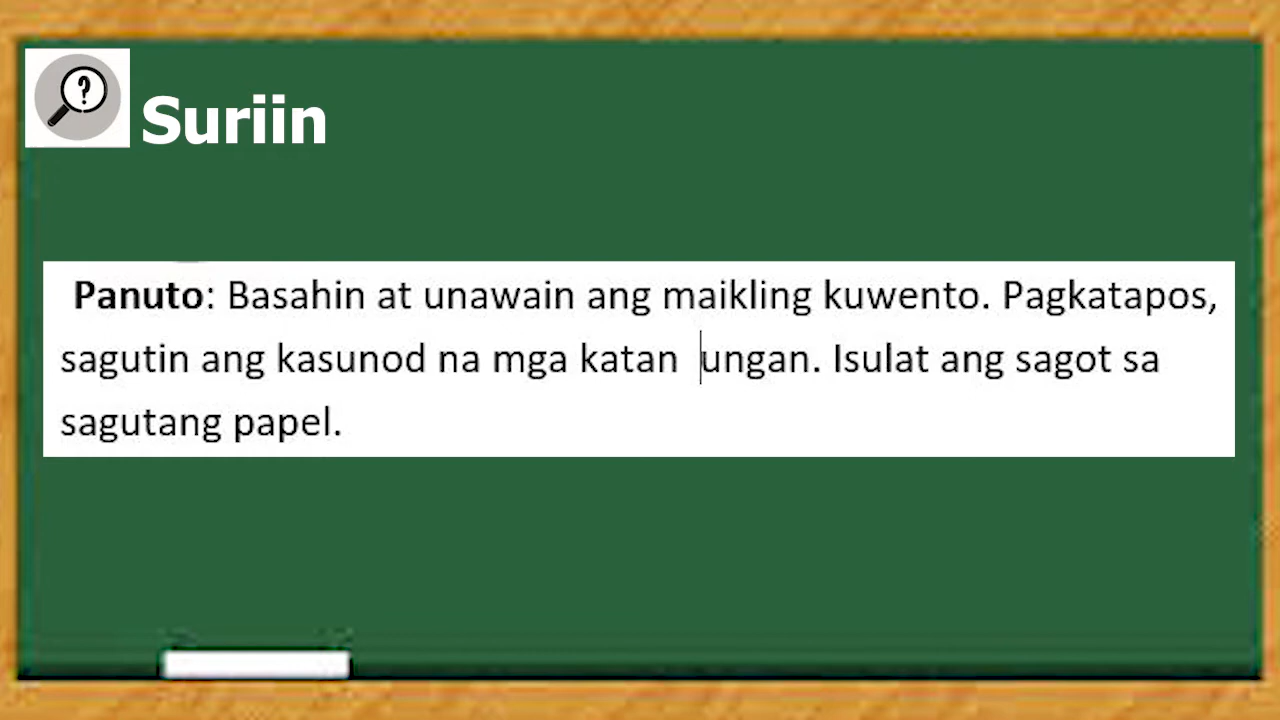 ?
Suriin
Panuto: Basahin at unawain ang maikling kuwento. Pagkatapos,
sagutin ang kasunod na mga katan ungan. Isulat ang sagot sa
sagutang papel.